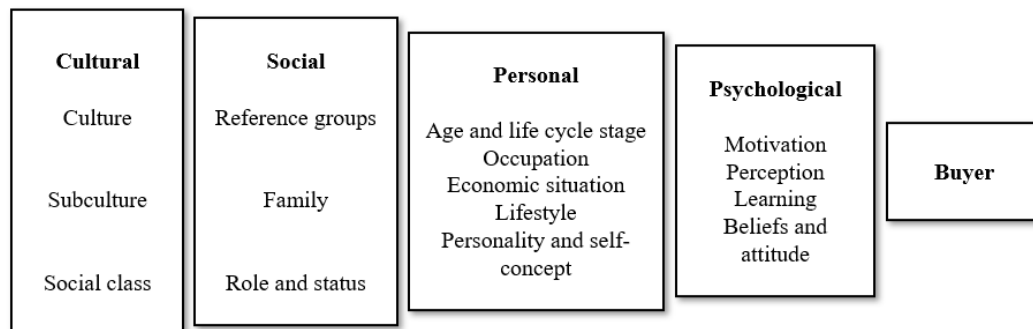 Cultural
Culture
Subculture
Social class
Social
Reference groups
Family
Role and status
Personal
Age and life cycle stage
Occupation
Economic situation
Lifestyle
Personality and self-
concept
Psychological
Motivation
Perception
Learning
Beliefs and
attitude
Buyer